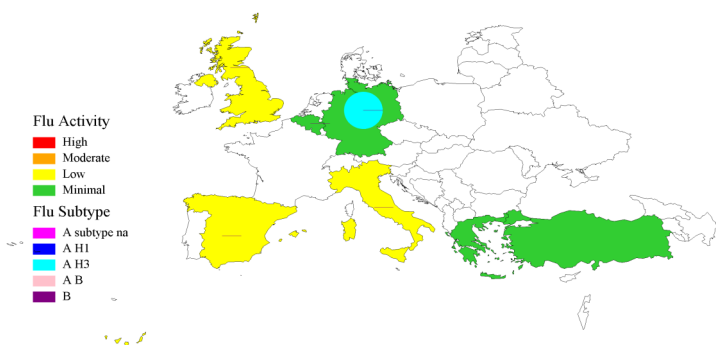 Flu Activity
High
Moderate
Low
Minimal
Flu Subtype
A subtype na
A H1
A H3
A B
B